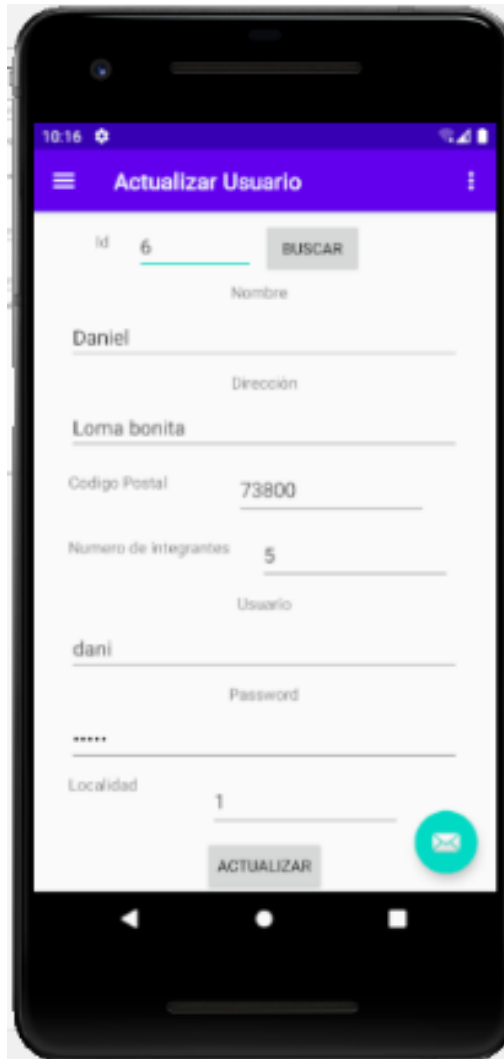 10:16
Actualizar Usuario
Id 6 BUSCAR
Nombre
Daniel
Dirección
Loma bonita
Codigo Postal 73800
Numero de integrantes 5
Usuario
dani
Password
•••••
Localidad 1
ACTUALIZAR